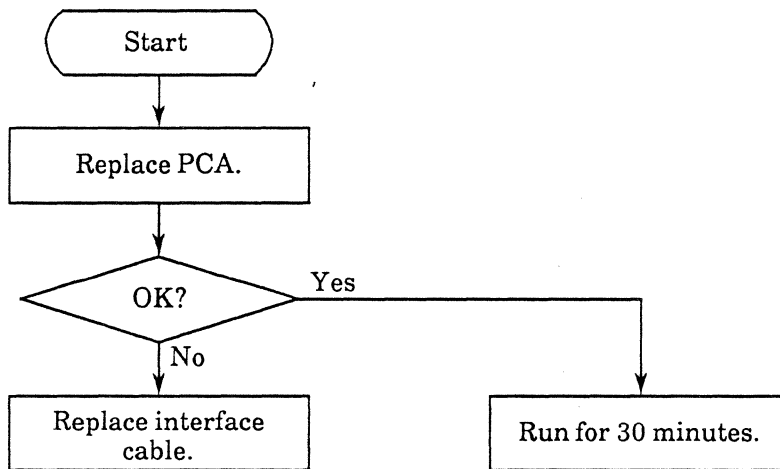 Start
Replace PCA.
OK?
Yes
No
Replace interface
cable.
Run for 30 minutes.